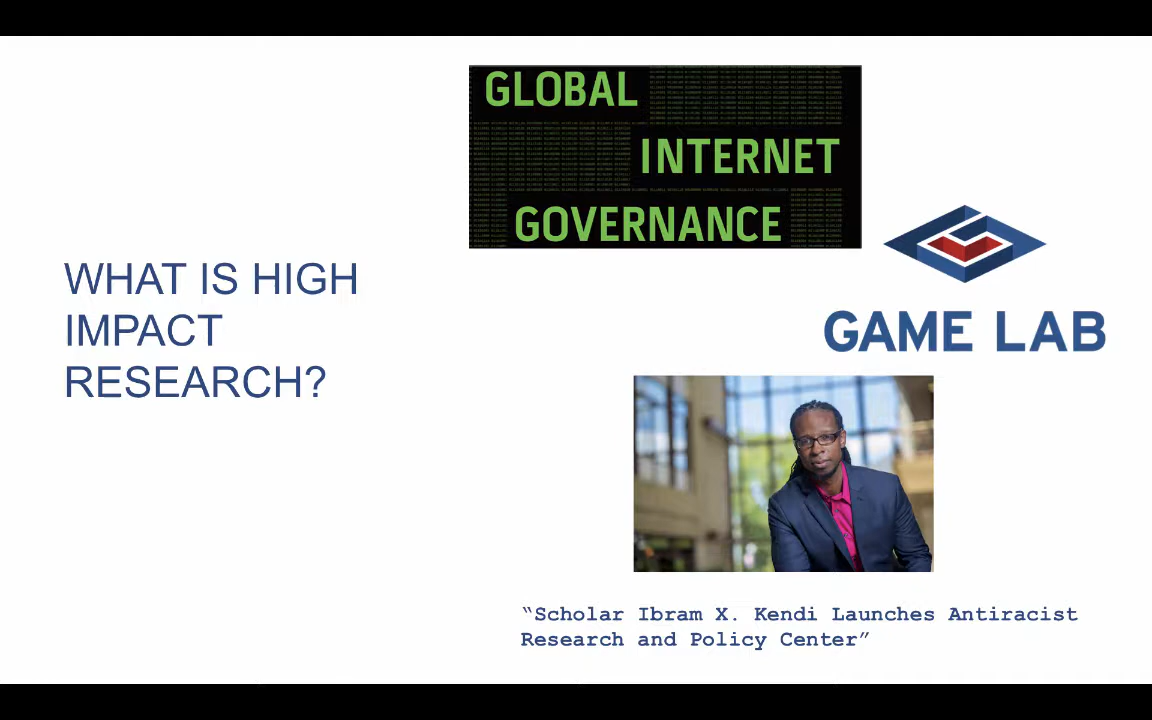 WHAT IS HIGH
IMPACT
RESEARCH?
GLOBAL
INTERNET
GOVERNANCE
GAME LAB
“Scholar Ibram X. Kendi Launches Antiracist
Research and Policy Center”